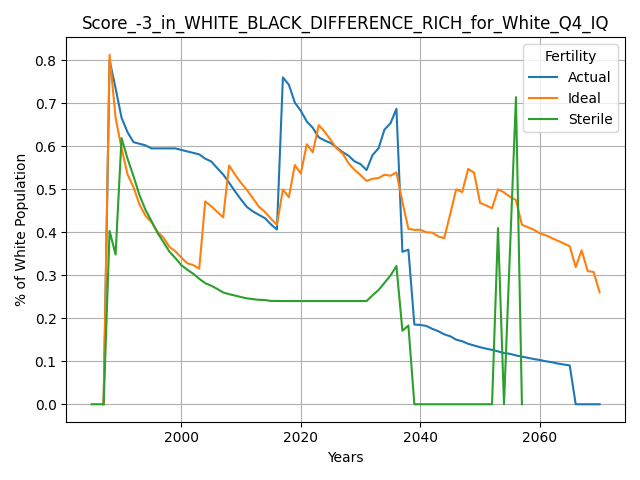 Score_-3_in_WHITE_BLACK_DIFFERENCE_RICH_for_White_Q4_IQ
Fertility
Actual
Ideal
Sterile
% of White Population
0.8
0.7
0.6
0.5
0.4
0.3
0.2
0.1
0.0
2000 2020 2040 2060
Years